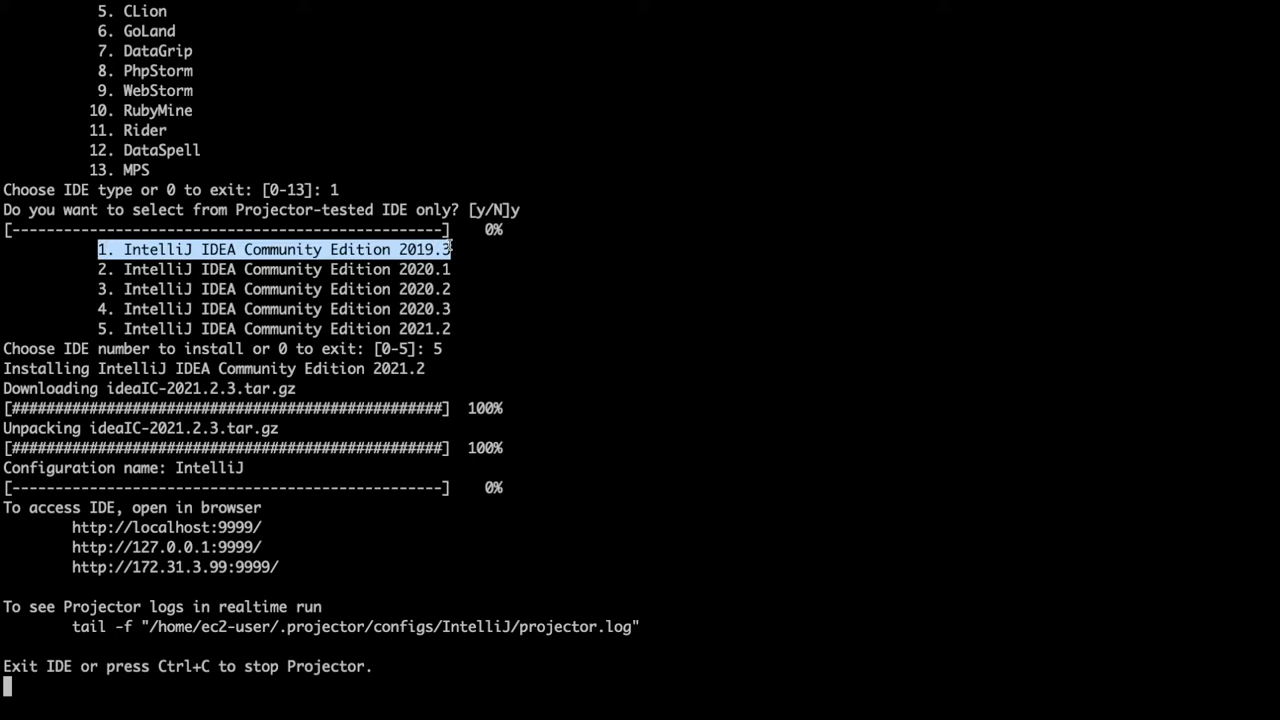 5. CLion
6. GoLand
7. DataGrip
8. PhpStorm
9. WebStorm
10. RubyMine
11. Rider
12. DataSpell
13. MPS
Choose IDE type or 0 to exit: [0-13]: 1
Do you want to select from Projector-tested IDE only? [y/N]y
[--------------------------------------------------] 0%
1. IntelliJ IDEA Community Edition 2019.3
2. IntelliJ IDEA Community Edition 2020.1
3. IntelliJ IDEA Community Edition 2020.2
4. IntelliJ IDEA Community Edition 2020.3
5. IntelliJ IDEA Community Edition 2021.2
Choose IDE number to install or 0 to exit: [0-5]: 5
Installing IntelliJ IDEA Community Edition 2021.2
Downloading ideaIC-2021.2.3.tar.gz
[##################################################] 100%
Unpacking ideaIC-2021.2.3.tar.gz
[##################################################] 100%
Configuration name: IntelliJ
[--------------------------------------------------] 0%
To access IDE, open in browser
http://localhost:9999/
http://127.0.0.1:9999/
http://172.31.3.99:9999/
To see Projector logs in realtime run
tail -f "/home/ec2-user/.projector/configs/IntelliJ/projector.log"
Exit IDE or press Ctrl+C to stop Projector.